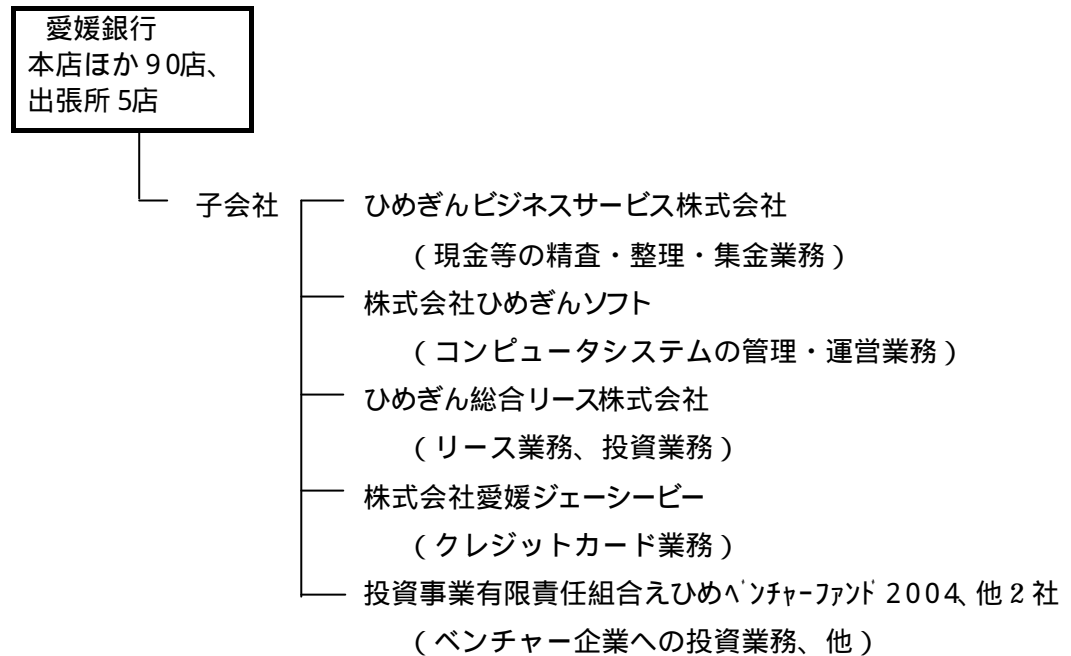 愛媛銀行
本店ほか90店、
出張所 5店
子会社
ひめぎんビジネスサービス株式会社
(現金等の精査・整理・集金業務)
株式会社ひめぎんソフト
(コンピュータシステムの管理・運営業務)
ひめぎん総合リース株式会社
(リース業務、投資業務)
株式会社愛媛ジェーシービー
(クレジットカード業務)
投資事業有限責任組合えひめベンチャーファンド2004、他2社
(ベンチャー企業への投資業務、他)